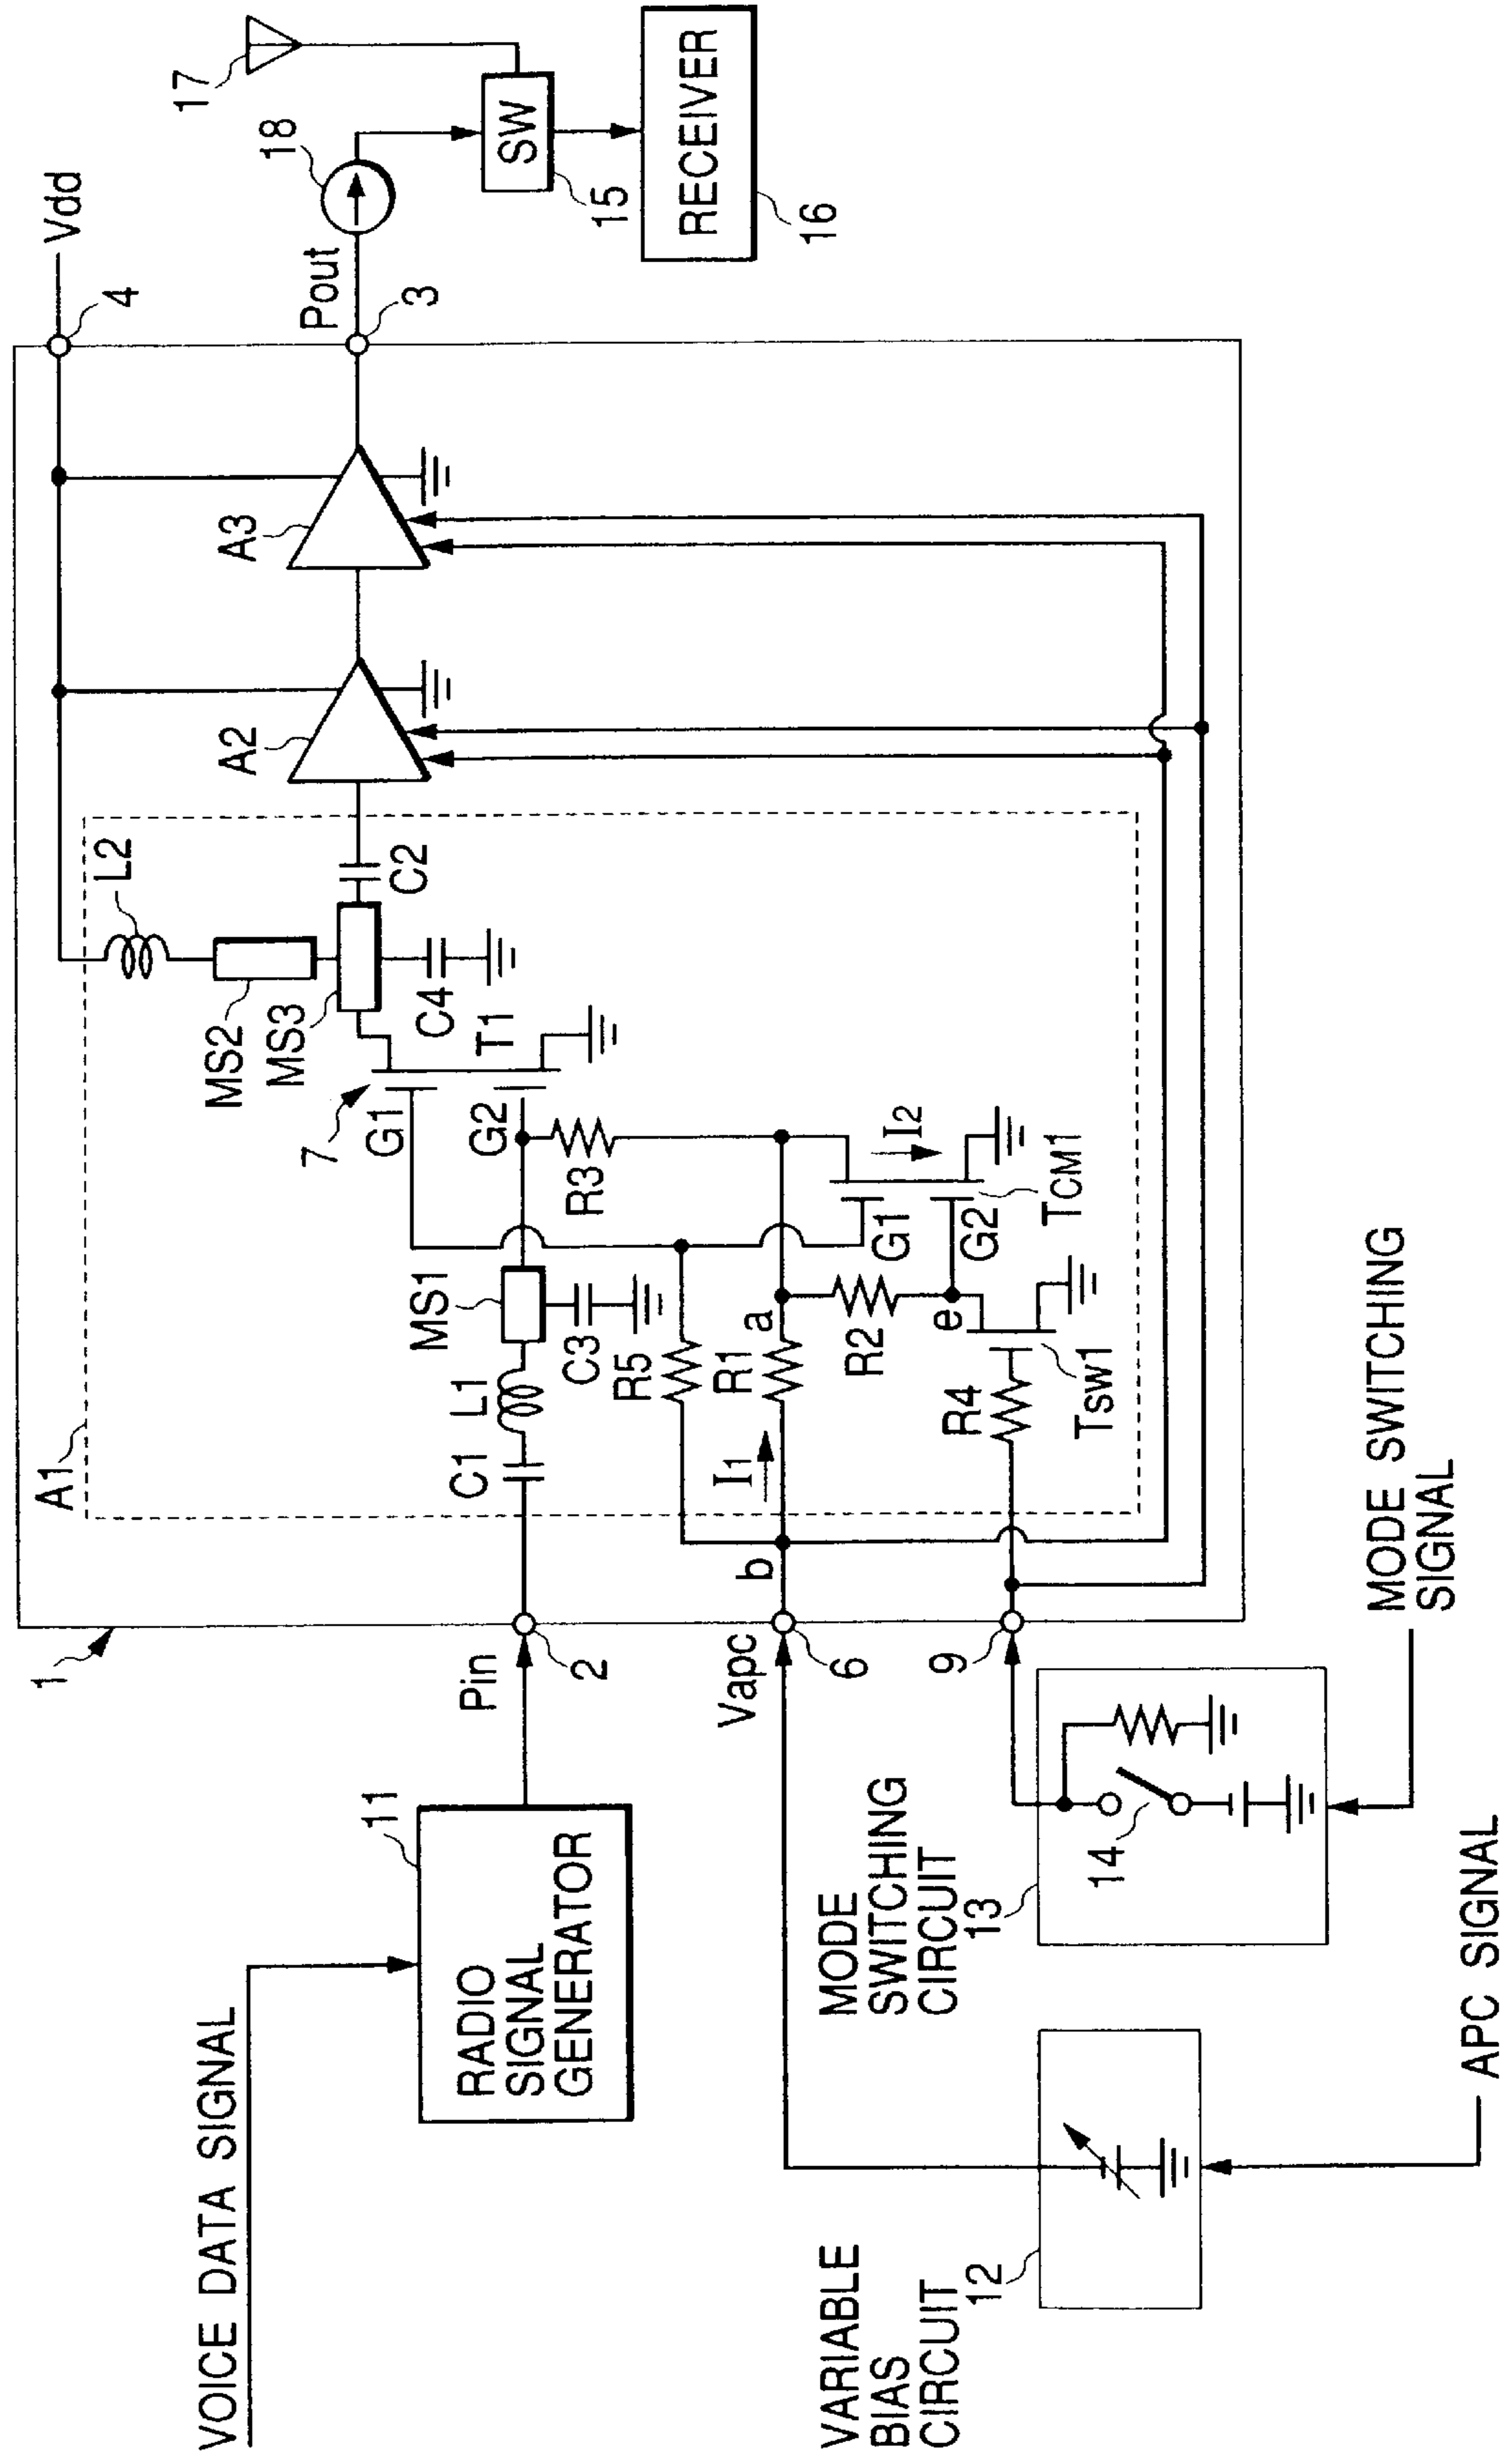 VOICE DATA SIGNAL
RADIO
SIGNAL
GENERATOR
11
VARIABLE
BIAS
CIRCUIT
12
APC SIGNAL
MODE
SWITCHING
CIRCUIT
13
14
MODE SWITCHING
SIGNAL
1
Pin
2
Vapc
6
9
b
A1
C1
L1
MS1
C3
R5
I1
R1
a
R2
R4
e
Tsw1
R3
G1
G2
TCM1
I2
7
G1
G2
T1
MS2
MS3
L2
C4
C2
A2
A3
Vdd
4
Pout
3
18
17
SW
15
RECEIVER
16